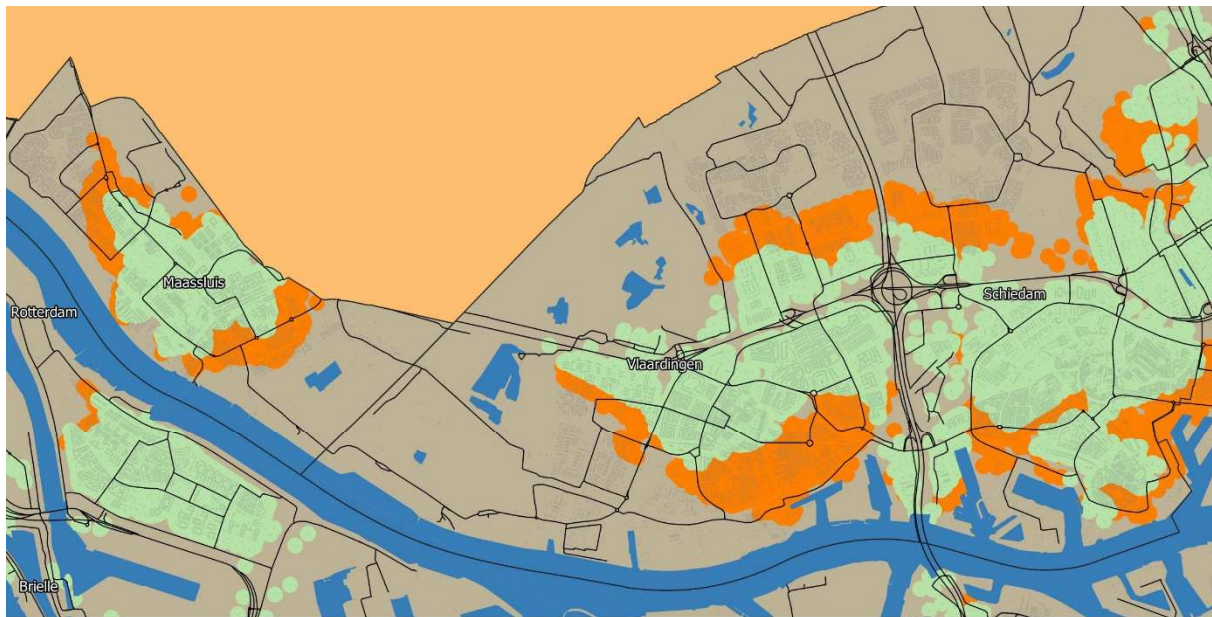 Maassluis
Rotterdam
Schiedam
Vlaardingen
Brielle